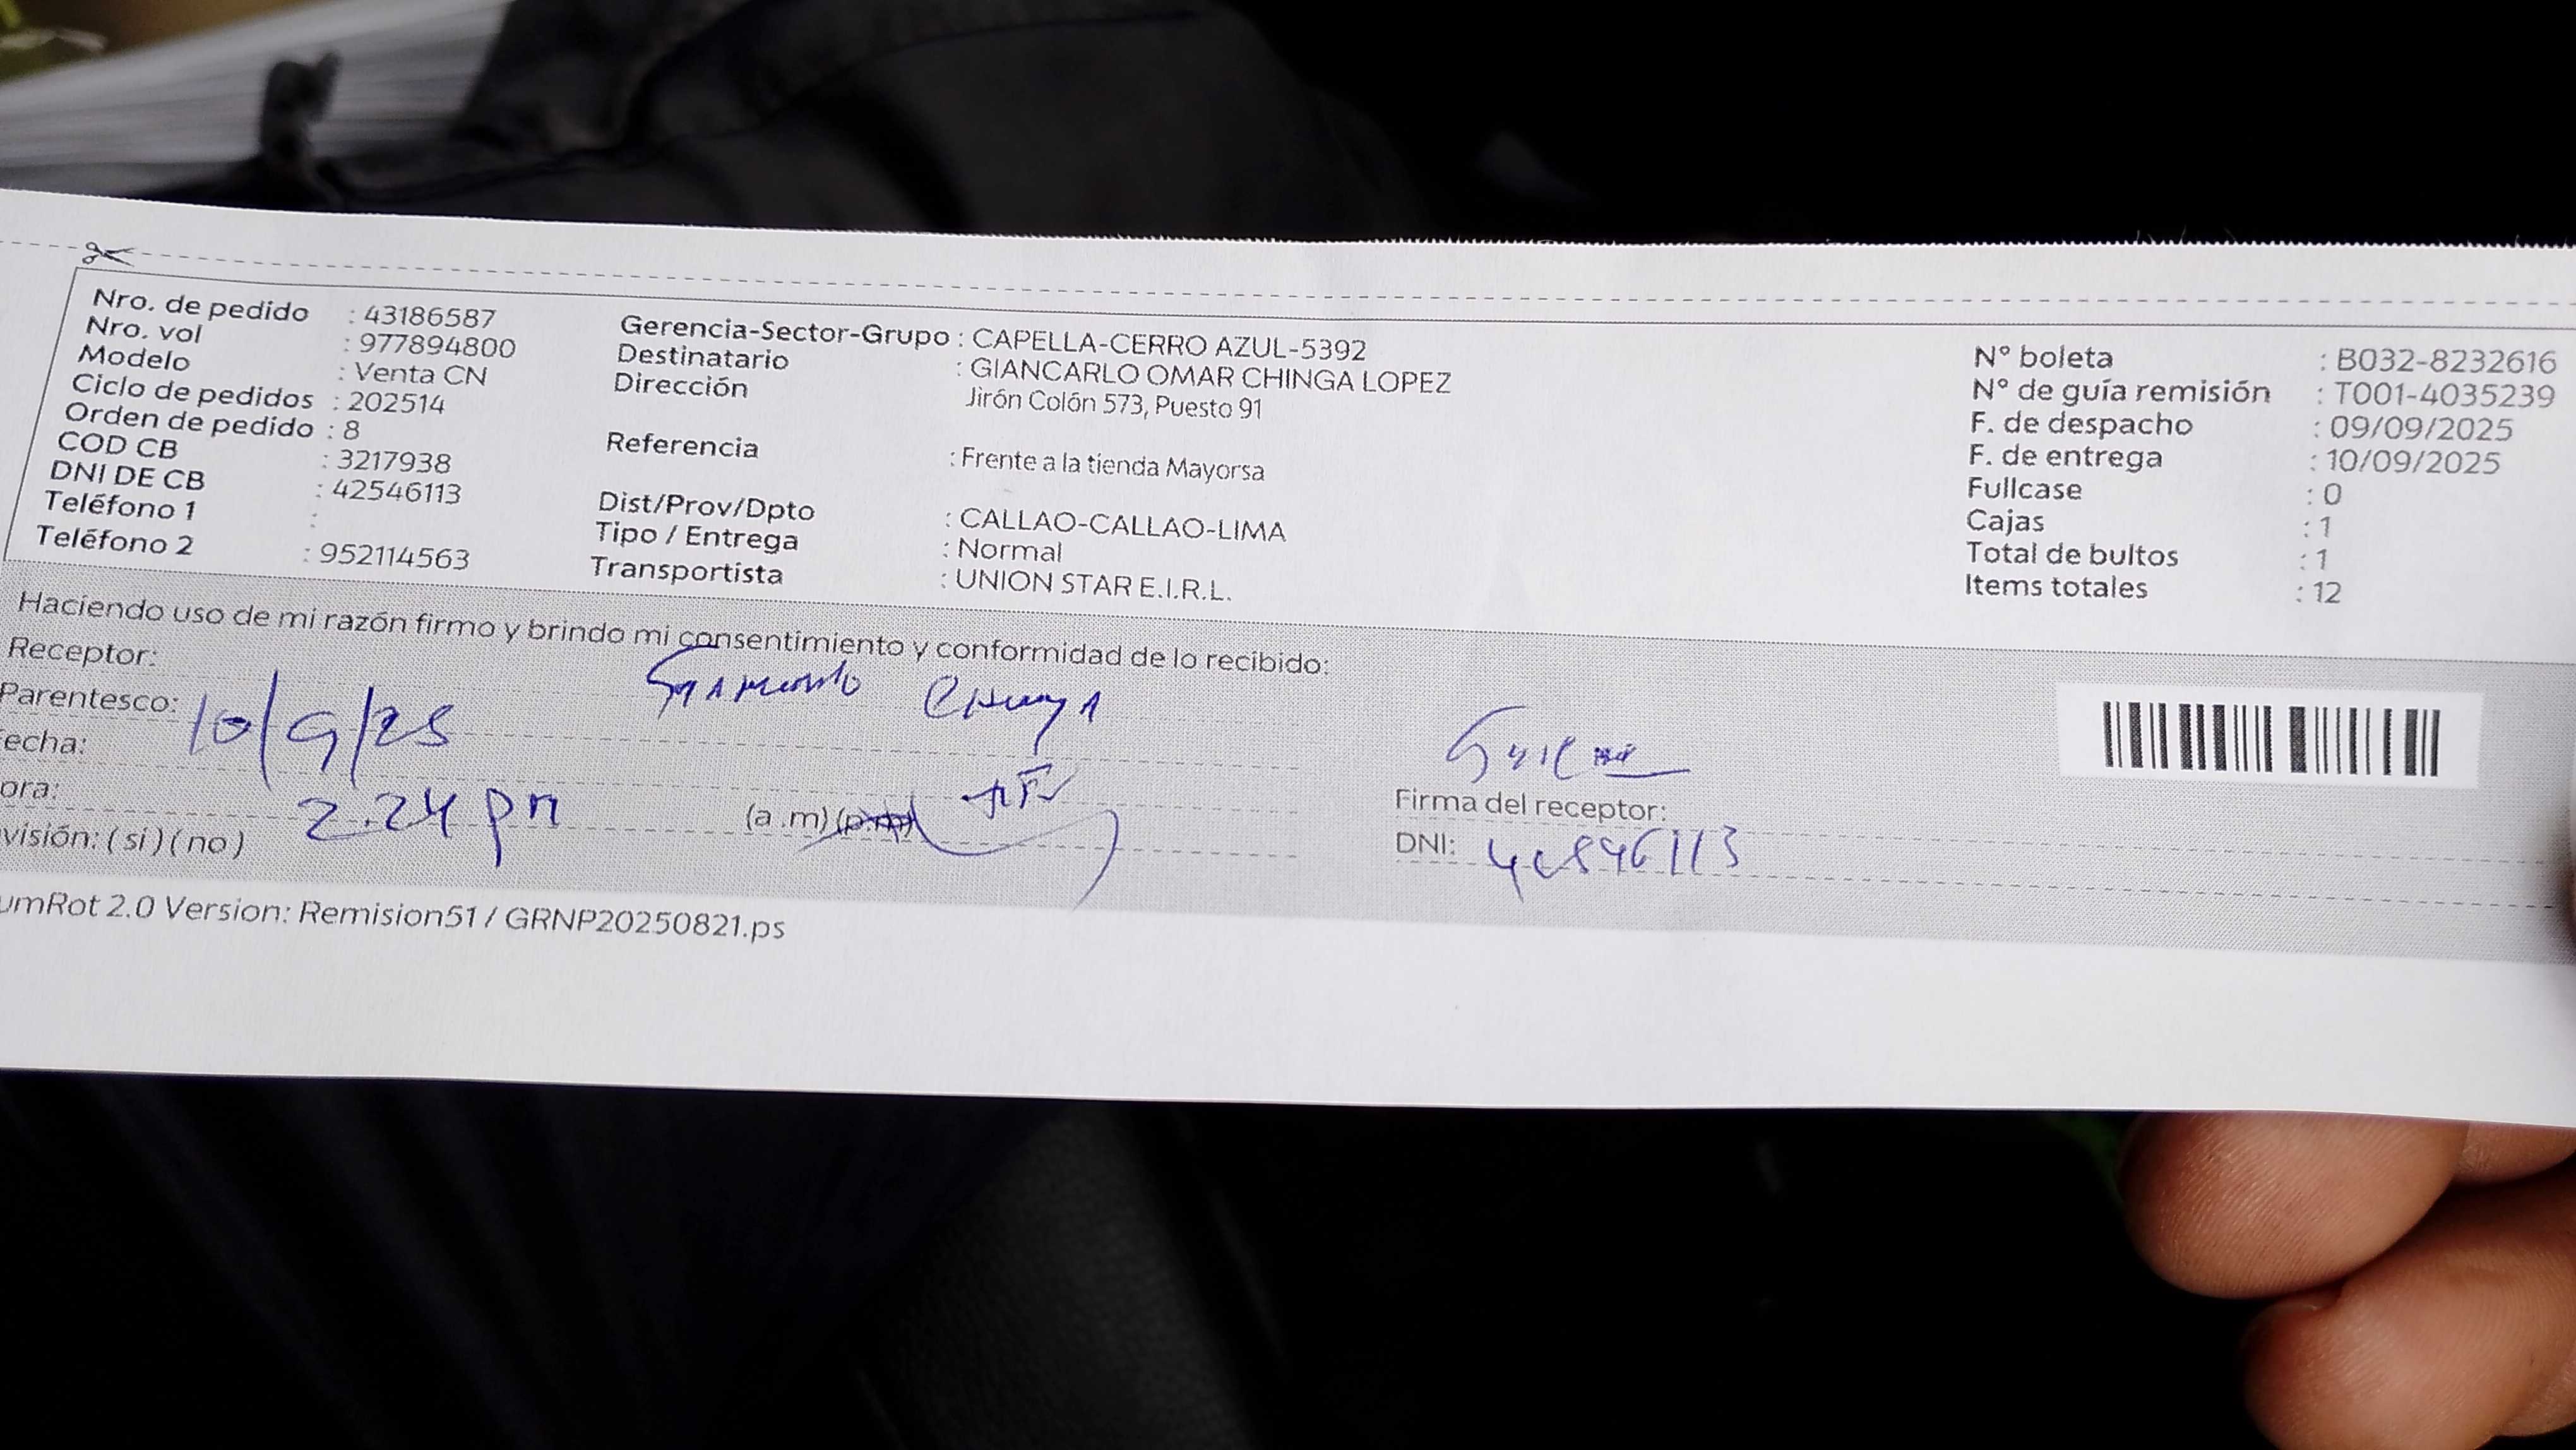 Nro. de pedido : 43186587
Nro. vol : 977894800
Modelo : Venta CN
Ciclo de pedidos : 202514
Orden de pedido : 8
COD CB : 3217938
DNI DE CB : 42546113
Teléfono 1 :
Teléfono 2 : 952114563
Gerencia-Sector-Grupo : CAPELLA-CERRO AZUL-5392
Destinatario : GIANCARLO OMAR CHINGA LOPEZ
Dirección Jirón Colón 573, Puesto 91
Referencia : Frente a la tienda Mayorsa
Dist/Prov/Dpto : CALLAO-CALLAO-LIMA
Tipo / Entrega : Normal
Transportista : UNION STAR E.I.R.L.
N° boleta : B032-8232616
N° de guía remisión : T001-4035239
F. de despacho : 09/09/2025
F. de entrega : 10/09/2025
Fullcase : 0
Cajas : 1
Total de bultos : 1
Items totales : 12
Haciendo uso de mi razón firmo y brindo mi consentimiento y conformidad de lo recibido:
Receptor:
Parentesco:
echa: 10/9/25
ora: 2.24 pm (a.m) (p.m)
visión: ( si ) ( no )
Firma del receptor:
DNI:
umRot 2.0 Version: Remision51 / GRNP20250821.ps